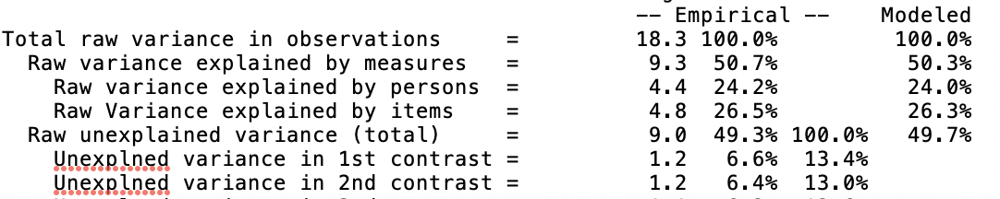 -- Empirical -- Modeled
Total raw variance in observations = 18.3 100.0% 100.0%
Raw variance explained by measures = 9.3 50.7% 50.3%
Raw variance explained by persons = 4.4 24.2% 24.0%
Raw Variance explained by items = 4.8 26.5% 26.3%
Raw unexplained variance (total) = 9.0 49.3% 100.0% 49.7%
Unexplned variance in 1st contrast = 1.2 6.6% 13.4%
Unexplned variance in 2nd contrast = 1.2 6.4% 13.0%